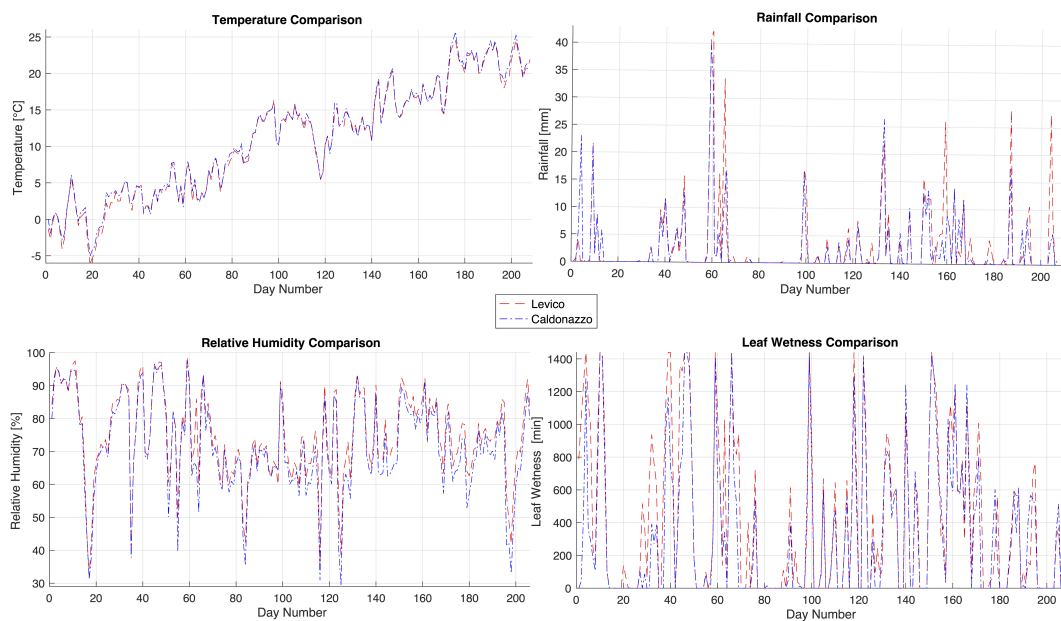 Temperature Comparison
25
20
15
10
5
0
-5
Temperature [°C]
0 20 40 60 80 100 120 140 160 180 200
Day Number
Rainfall Comparison
40
35
30
25
20
15
10
5
0
Rainfall [mm]
0 20 40 60 80 100 120 140 160 180 200
Day Number
Levico
Caldonazzo
Relative Humidity Comparison
100
90
80
70
60
50
40
30
Relative Humidity [%]
0 20 40 60 80 100 120 140 160 180 200
Day Number
Leaf Wetness Comparison
1400
1200
1000
800
600
400
200
0
Leaf Wetness [min]
0 20 40 60 80 100 120 140 160 180 200
Day Number